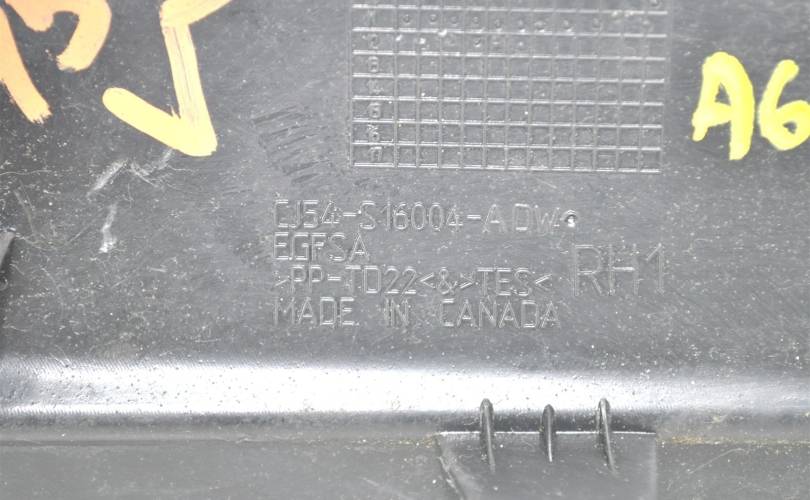 A6
CJ54-S16004-ADW
EGFSA
>PP-TD22<&>TES< RH1
MADE IN CANADA